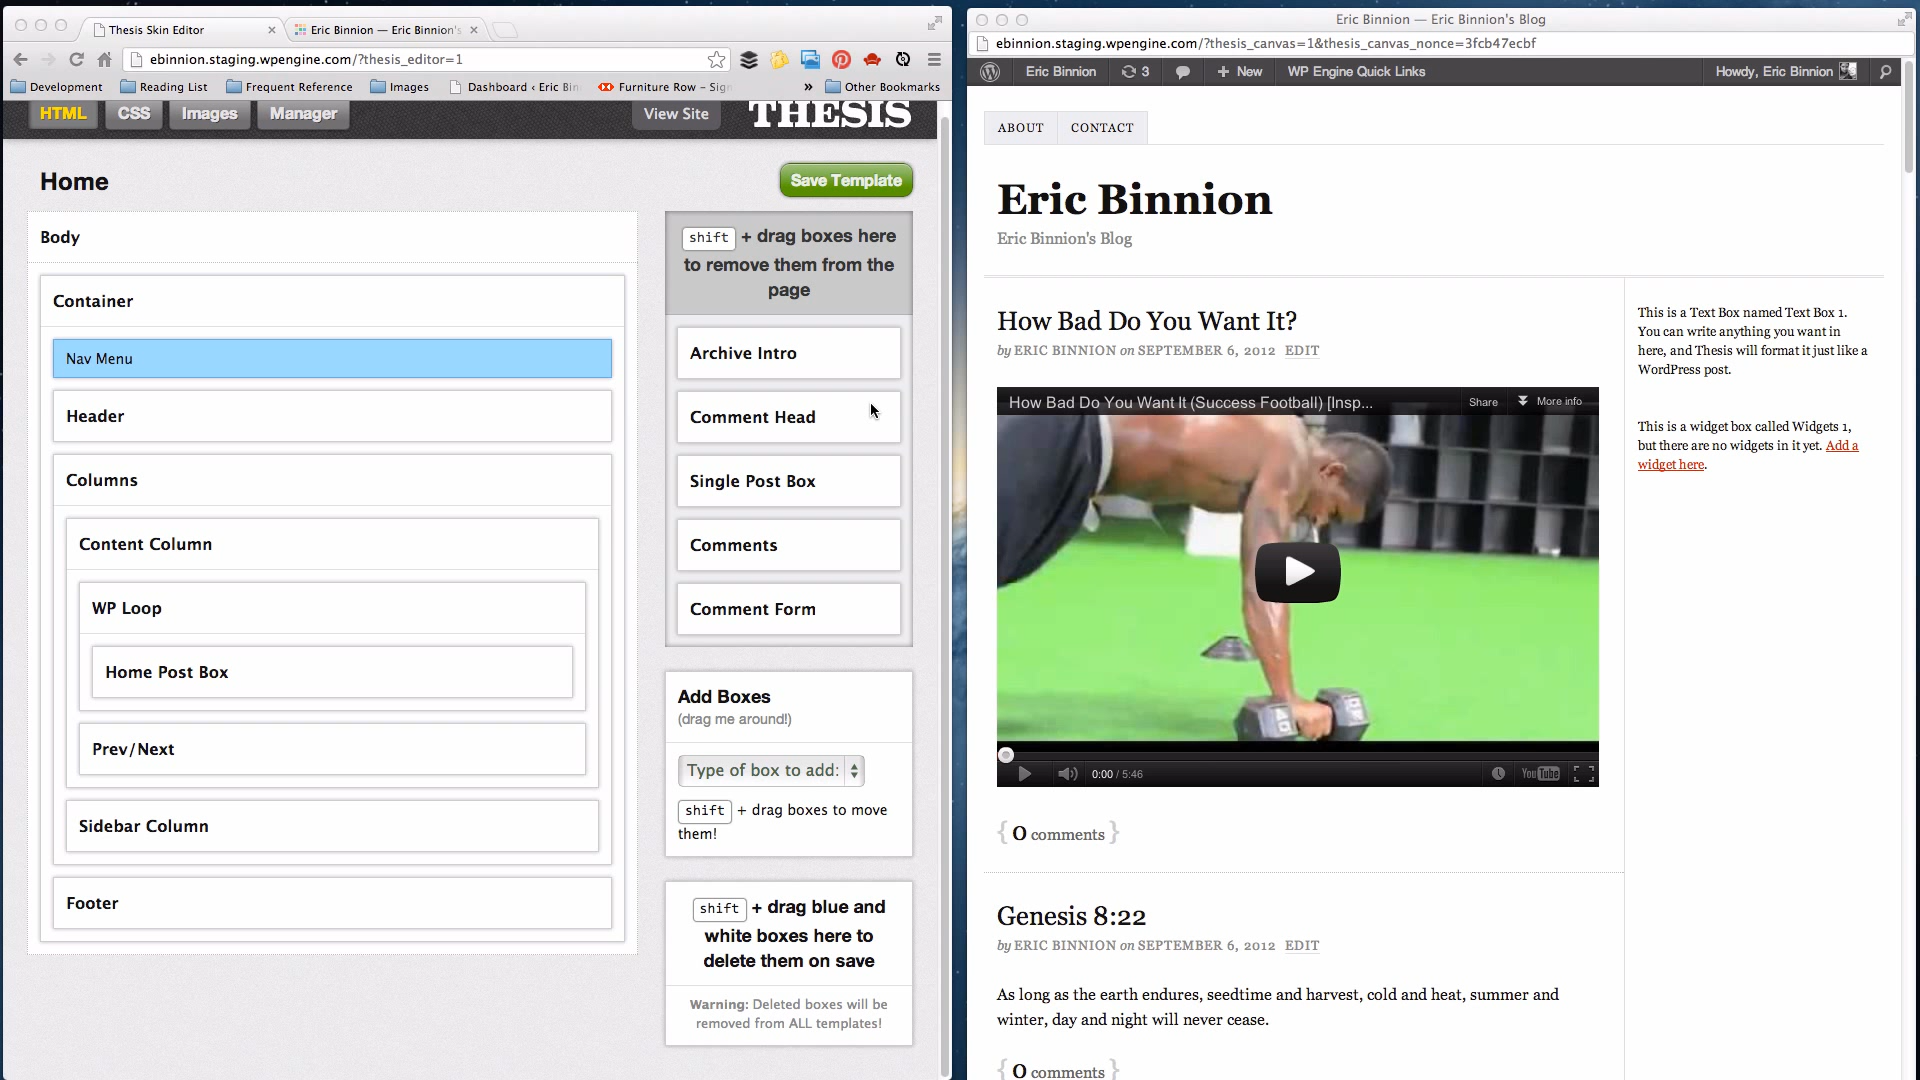 Thesis Skin Editor
Eric Binnion — Eric Binnion's
ebinnion.staging.wpengine.com/?thesis_editor=1
Development
Reading List
Frequent Reference
Images
Dashboard ‹ Eric Bin
Furniture Row – Sig
»
Other Bookmarks
HTML
CSS
Images
Manager
View Site
THESIS
Home
Save Template
Body
Container
Nav Menu
Header
Columns
Content Column
WP Loop
Home Post Box
Prev/Next
Sidebar Column
Footer
shift + drag boxes here
to remove them from the
page
Archive Intro
Comment Head
Single Post Box
Comments
Comment Form
Add Boxes
(drag me around!)
Type of box to add:
shift + drag boxes to move
them!
shift + drag blue and
white boxes here to
delete them on save
Warning: Deleted boxes will be
removed from ALL templates!
Eric Binnion — Eric Binnion's Blog
ebinnion.staging.wpengine.com/?thesis_canvas=1&thesis_canvas_nonce=3fcb47ecbf
Eric Binnion
3
+ New
WP Engine Quick Links
Howdy, Eric Binnion
ABOUT
CONTACT
Eric Binnion
Eric Binnion's Blog
How Bad Do You Want It?
by ERIC BINNION on SEPTEMBER 6, 2012 EDIT
How Bad Do You Want It (Success Football) [Insp...
Share
More info
40
0:00 / 5:46
YouTube
{ 0 comments }
Genesis 8:22
by ERIC BINNION on SEPTEMBER 6, 2012 EDIT
As long as the earth endures, seedtime and harvest, cold and heat, summer and
winter, day and night will never cease.
{ 0 comments }
This is a Text Box named Text Box 1.
You can write anything you want in
here, and Thesis will format it just like a
WordPress post.
This is a widget box called Widgets 1,
but there are no widgets in it yet. Add a
widget here.